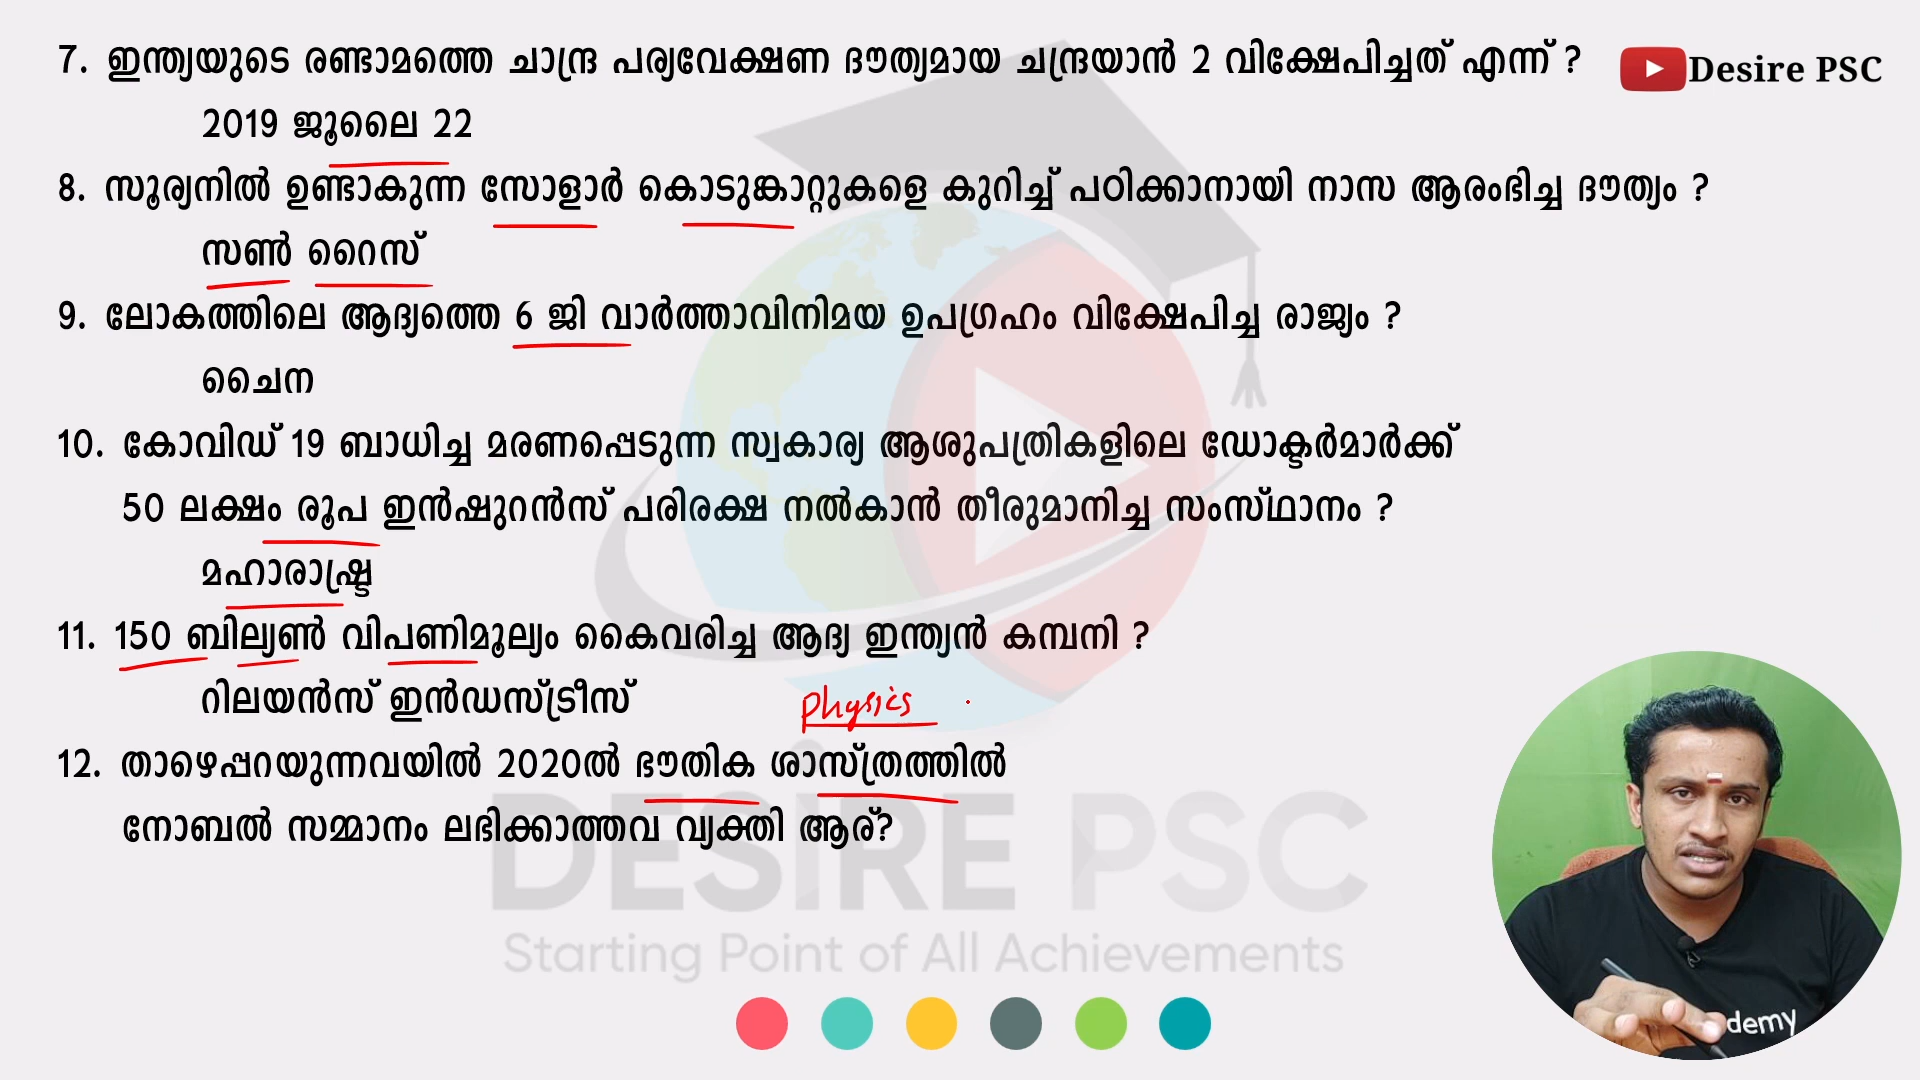 7. ഇന്ത്യയുടെ രണ്ടാമത്തെ ചാന്ദ്ര പര്യവേക്ഷണ ദൗത്യമായ ചന്ദ്രയാൻ 2 വിക്ഷേപിച്ചത് എന്ന് ?
Desire PSC
2019 ജൂലൈ 22
8. സൂര്യനിൽ ഉണ്ടാകുന്ന സോളാർ കൊടുങ്കാറ്റുകളെ കുറിച്ച് പഠിക്കാനായി നാസ ആരംഭിച്ച ദൗത്യം ?
സൺ റൈസ്
9. ലോകത്തിലെ ആദ്യത്തെ 6 ജി വാർത്താവിനിമയ ഉപഗ്രഹം വിക്ഷേപിച്ച രാജ്യം ?
ചൈന
10. കോവിഡ് 19 ബാധിച്ച മരണപ്പെടുന്ന സ്വകാര്യ ആശുപത്രികളിലെ ഡോക്ടർമാർക്ക്
50 ലക്ഷം രൂപ ഇൻഷുറൻസ് പരിരക്ഷ നൽകാൻ തീരുമാനിച്ച സംസ്ഥാനം ?
മഹാരാഷ്ട്ര
11. 150 ബില്യൺ വിപണിമൂല്യം കൈവരിച്ച ആദ്യ ഇന്ത്യൻ കമ്പനി ?
റിലയൻസ് ഇൻഡസ്ട്രീസ്
Physics
12. താഴെപ്പറയുന്നവയിൽ 2020ൽ ഭൗതിക ശാസ്ത്രത്തിൽ
നോബൽ സമ്മാനം ലഭിക്കാത്തവ വ്യക്തി ആര്?
DESIRE PSC
Starting Point of All Achievements
demy